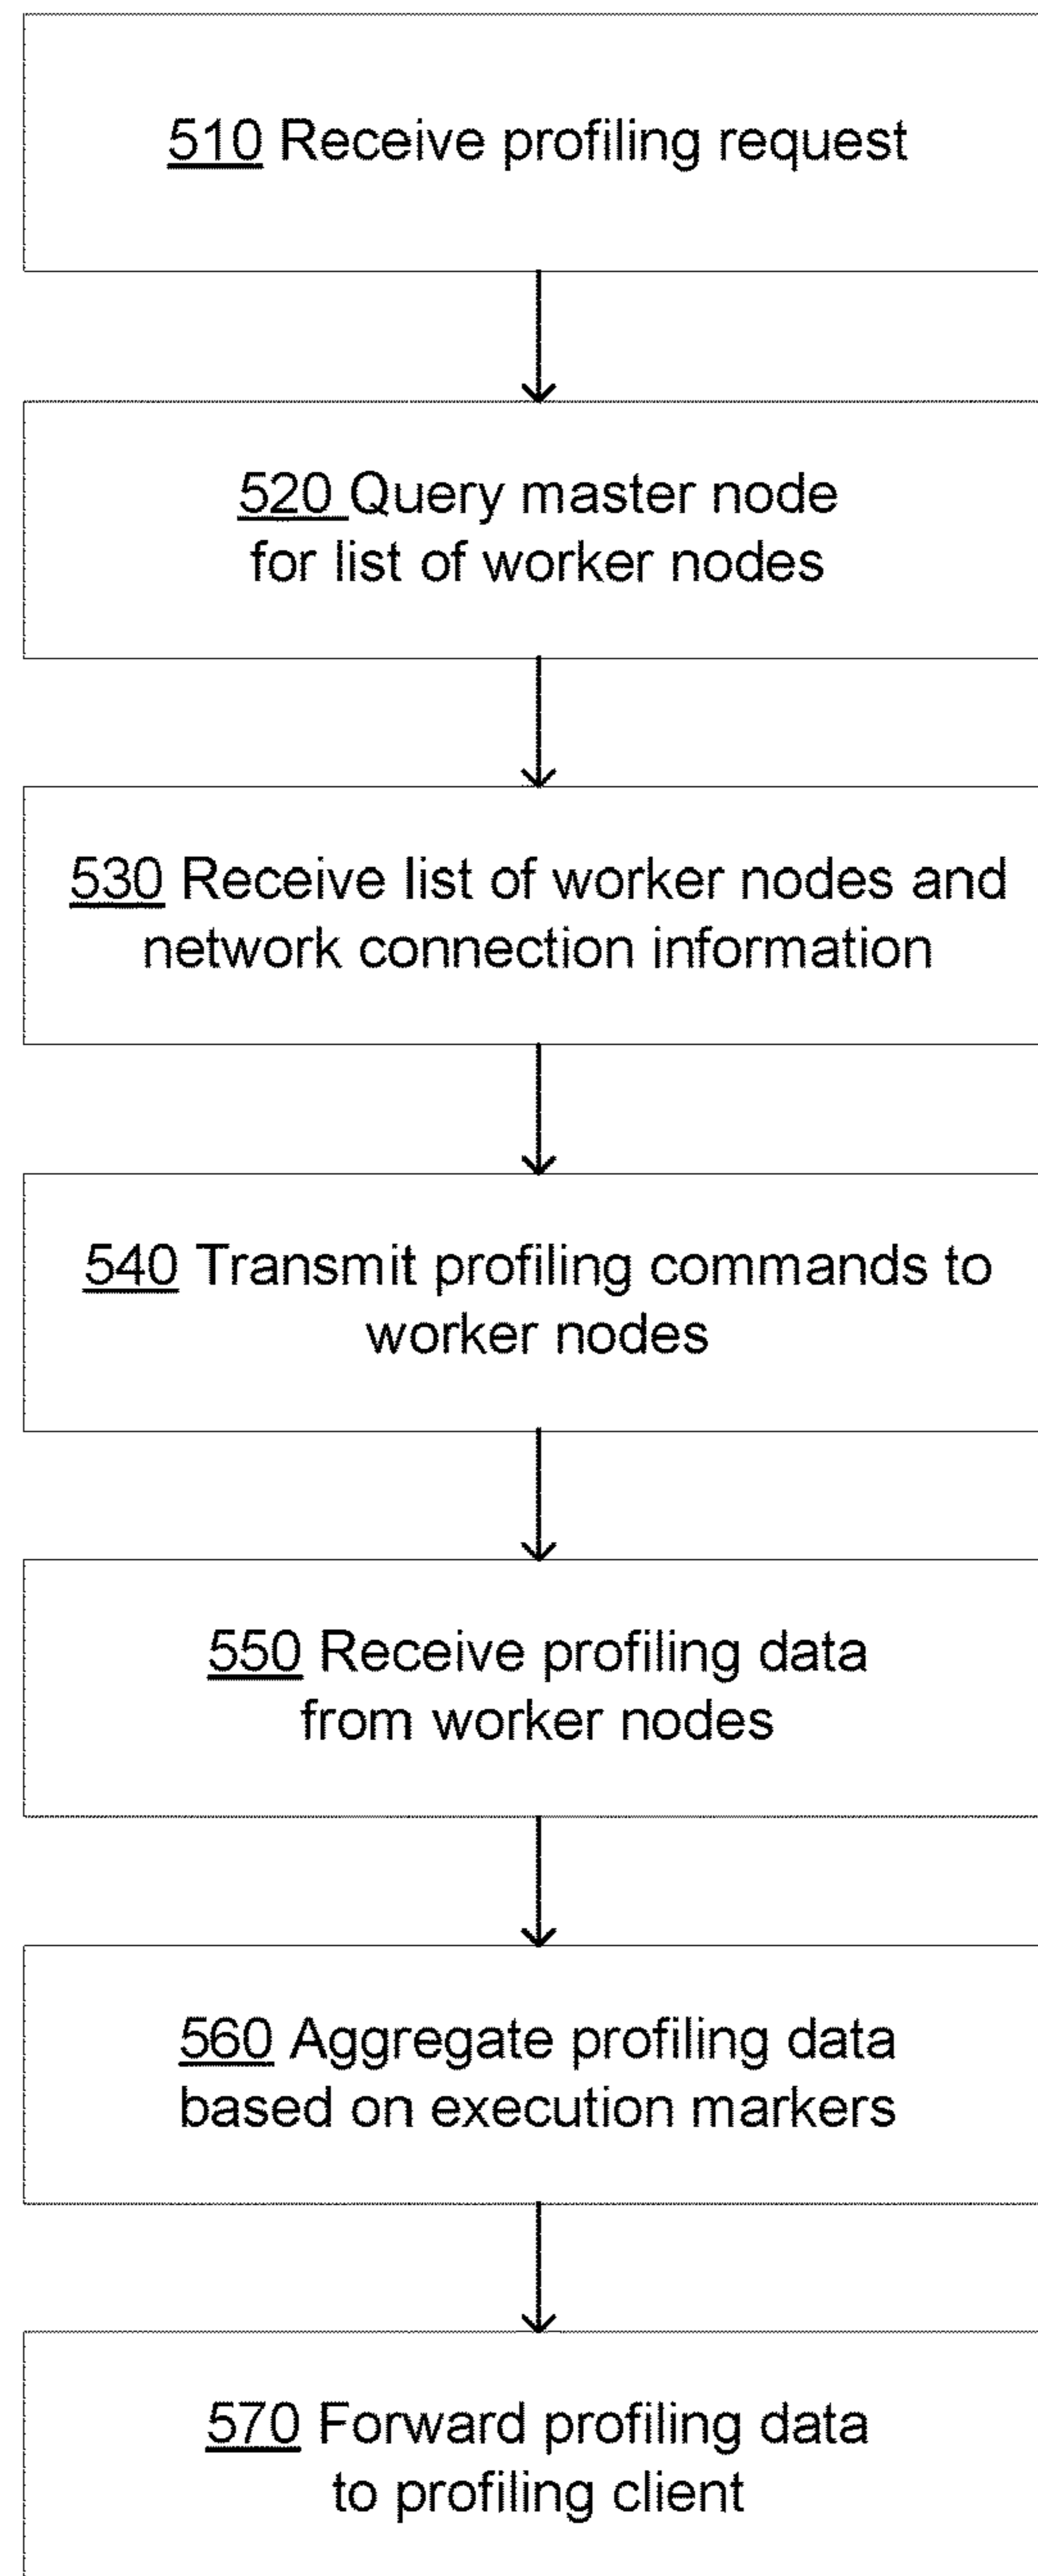 510 Receive profiling request
520 Query master node
for list of worker nodes
530 Receive list of worker nodes and
network connection information
540 Transmit profiling commands to
worker nodes
550 Receive profiling data
from worker nodes
560 Aggregate profiling data
based on execution markers
570 Forward profiling data
to profiling client